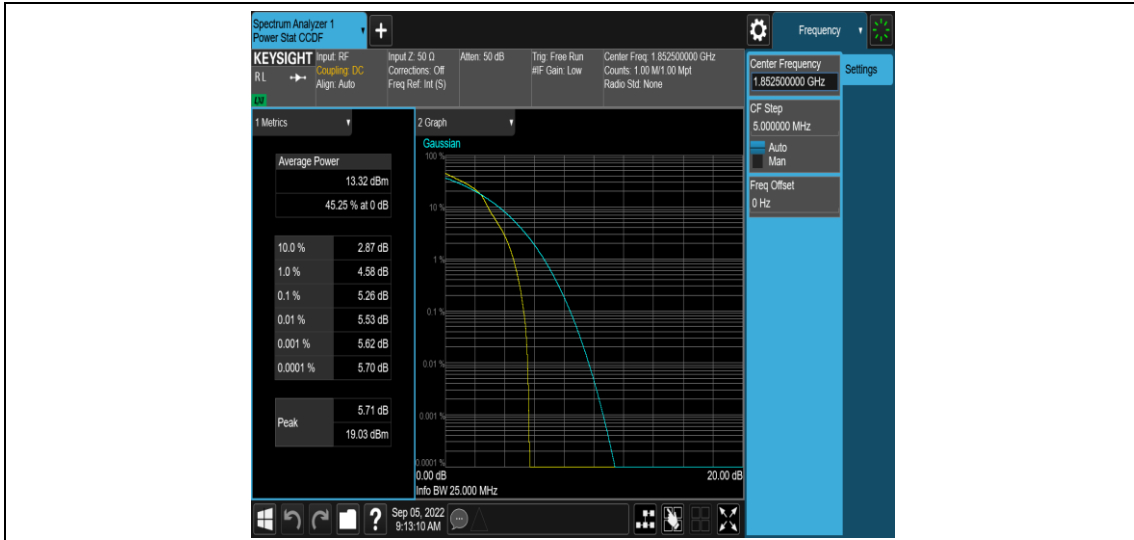 Spectrum Analyzer 1
Power Stat CCDF
+
Frequency
KEYSIGHT
RL
LXI
Input: RF
Coupling: DC
Align: Auto
Input Z: 50 Ω
Corrections: Off
Freq Ref: Int (S)
Atten: 50 dB
Trig: Free Run
#IF Gain: Low
Center Freq: 1.852500000 GHz
Counts: 1.00 M/1.00 Mpt
Radio Std: None
Center Frequency
1.852500000 GHz
Settings
CF Step
5.000000 MHz
Auto
Man
Freq Offset
0 Hz
1 Metrics
Average Power
13.32 dBm
45.25 % at 0 dB
10.0 % 2.87 dB
1.0 % 4.58 dB
0.1 % 5.26 dB
0.01 % 5.53 dB
0.001 % 5.62 dB
0.0001 % 5.70 dB
Peak
5.71 dB
19.03 dBm
2 Graph
Gaussian
100 %
10 %
1 %
0.1 %
0.01 %
0.001 %
0.0001 %
0.00 dB 20.00 dB
Info BW 25.000 MHz
?
Sep 05, 2022
9:13:10 AM